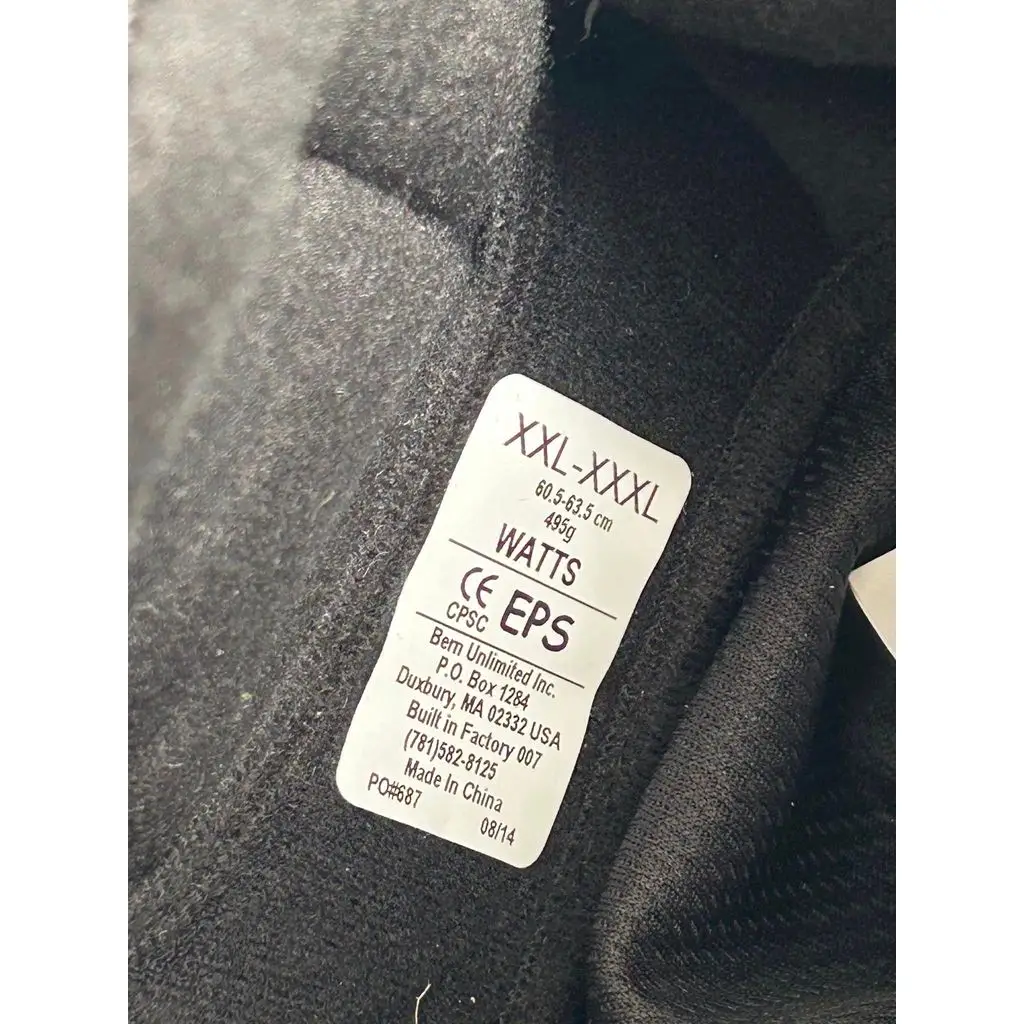 XXL-XXXL
60.5-63.5 cm
495g
WATTS
CE EPS
CPSC
Bern Unlimited Inc.
P.O. Box 1284
Duxbury, MA 02332 USA
Built in Factory 007
(781)582-8125
Made In China
PO#687
08/14